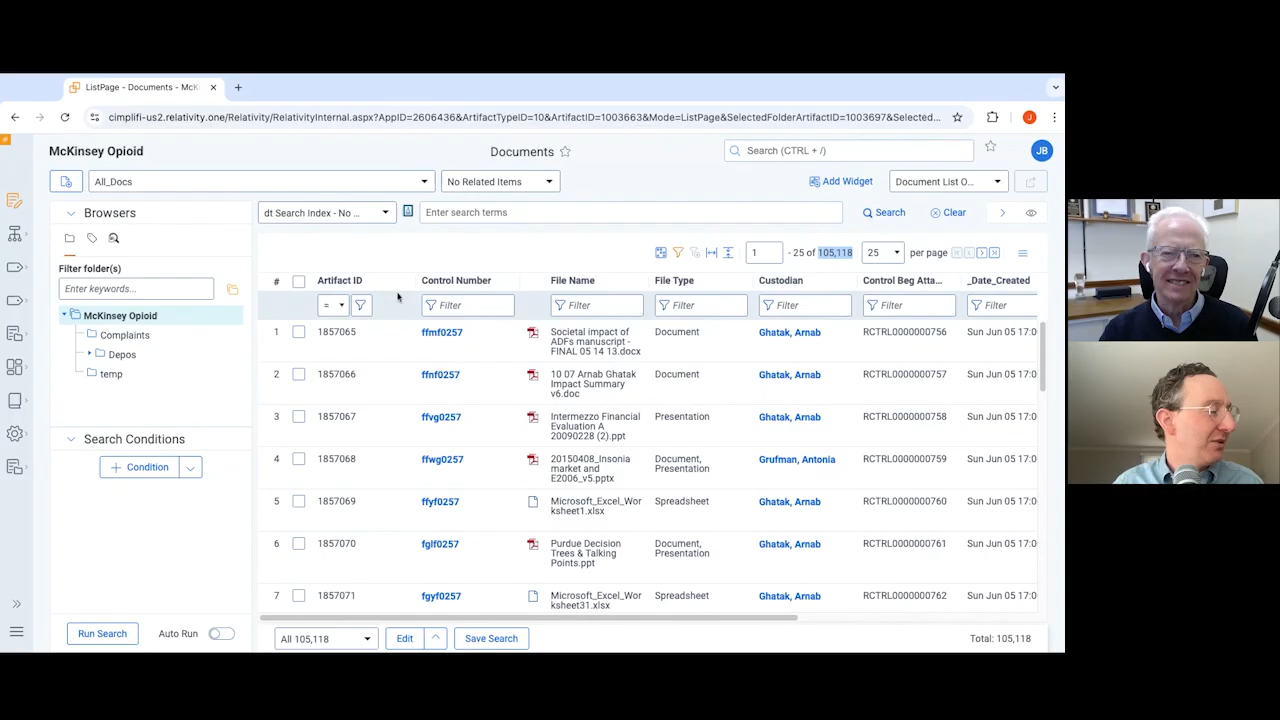 ListPage - Documents - McK
cimplifi-us2.relativity.one/Relativity/RelativityInternal.aspx?AppID=2606436&ArtifactTypeID=10&ArtifactID=1003663&Mode=ListPage&SelectedFolderArtifactID=1003697&Selected...
J
McKinsey Opioid
Documents
Search (CTRL + /)
JB
All_Docs
No Related Items
Add Widget
Document List O...
Browsers
dt Search Index - No ...
Enter search terms
Search
Clear
1 - 25 of 105,118
25
per page
Filter folder(s)
Enter keywords...
McKinsey Opioid
Complaints
Depos
temp
Search Conditions
Condition
Run Search
Auto Run
# Artifact ID Control Number File Name File Type Custodian Control Beg Atta... _Date_Created
= Filter Filter Filter Filter Filter Filter
1 1857065 ffmf0257 Societal impact of Document Ghatak, Arnab RCTRL0000000756 Sun Jun 05 17:0
ADFs manuscript -
FINAL 05 14 13.docx
2 1857066 ffnf0257 10 07 Arnab Ghatak Document Ghatak, Arnab RCTRL0000000757 Sun Jun 05 17:0
Impact Summary
v6.doc
3 1857067 ffvg0257 Intermezzo Financial Presentation Ghatak, Arnab RCTRL0000000758 Sun Jun 05 17:0
Evaluation A
20090228 (2).ppt
4 1857068 ffwg0257 20150408_Insonia Document, Grufman, Antonia RCTRL0000000759 Sun Jun 05 17:0
market and Presentation
E2006_v5.pptx
5 1857069 ffyf0257 Microsoft_Excel_Wo Spreadsheet Ghatak, Arnab RCTRL0000000760 Sun Jun 05 17:0
rksheet1.xlsx
6 1857070 fglf0257 Purdue Decision Document, Ghatak, Arnab RCTRL0000000761 Sun Jun 05 17:0
Trees & Talking Presentation
Points.ppt
7 1857071 fgyf0257 Microsoft_Excel_Wo Spreadsheet Ghatak, Arnab RCTRL0000000762 Sun Jun 05 17:0
rksheet31.xlsx
All 105,118
Edit
Save Search
Total: 105,118